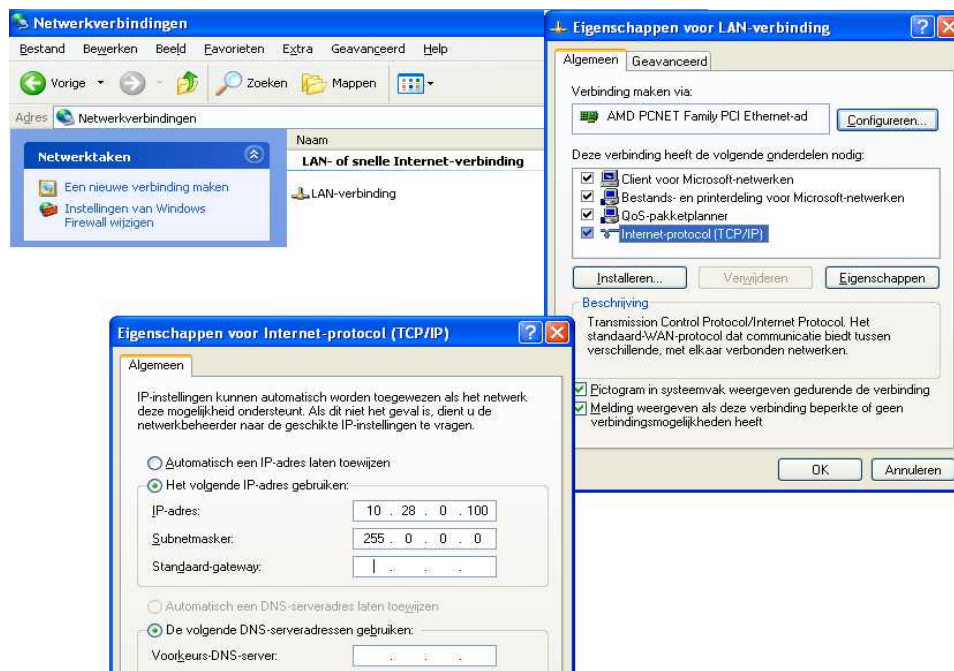 Netwerkverbindingen
Bestand Bewerken Beeld Favorieten Extra Geavanceerd Help
Vorige Zoeken Mappen
Adres Netwerkverbindingen
Netwerktaken
Een nieuwe verbinding maken
Instellingen van Windows
Firewall wijzigen
Naam
LAN- of snelle Internet-verbinding
LAN-verbinding
Eigenschappen voor LAN-verbinding
Algemeen Geavanceerd
Verbinding maken via:
AMD PCNET Family PCI Ethernet-ad
Configureren...
Deze verbinding heeft de volgende onderdelen nodig:
Client voor Microsoft-netwerken
Bestands- en printerdeling voor Microsoft-netwerken
QoS-pakketplanner
Internet-protocol (TCP/IP)
Installeren... Verwijderen Eigenschappen
Beschrijving
Transmission Control Protocol/Internet Protocol. Het
standaard-WAN-protocol dat communicatie biedt tussen
verschillende, met elkaar verbonden netwerken.
Pictogram in systeemvak weergeven gedurende de verbinding
Melding weergeven als deze verbinding beperkte of geen
verbindingsmogelijkheden heeft
OK Annuleren
Eigenschappen voor Internet-protocol (TCP/IP)
Algemeen
IP-instellingen kunnen automatisch worden toegewezen als het netwerk
deze mogelijkheid ondersteunt. Als dit niet het geval is, dient u de
netwerkbeheerder naar de geschikte IP-instellingen te vragen.
Automatisch een IP-adres laten toewijzen
Het volgende IP-adres gebruiken:
IP-adres: 10 . 28 . 0 . 100
Subnetmasker: 255 . 0 . 0 . 0
Standaard-gateway: . . .
Automatisch een DNS-serveradres laten toewijzen
De volgende DNS-serveradressen gebruiken:
Voorkeurs-DNS-server: . . .